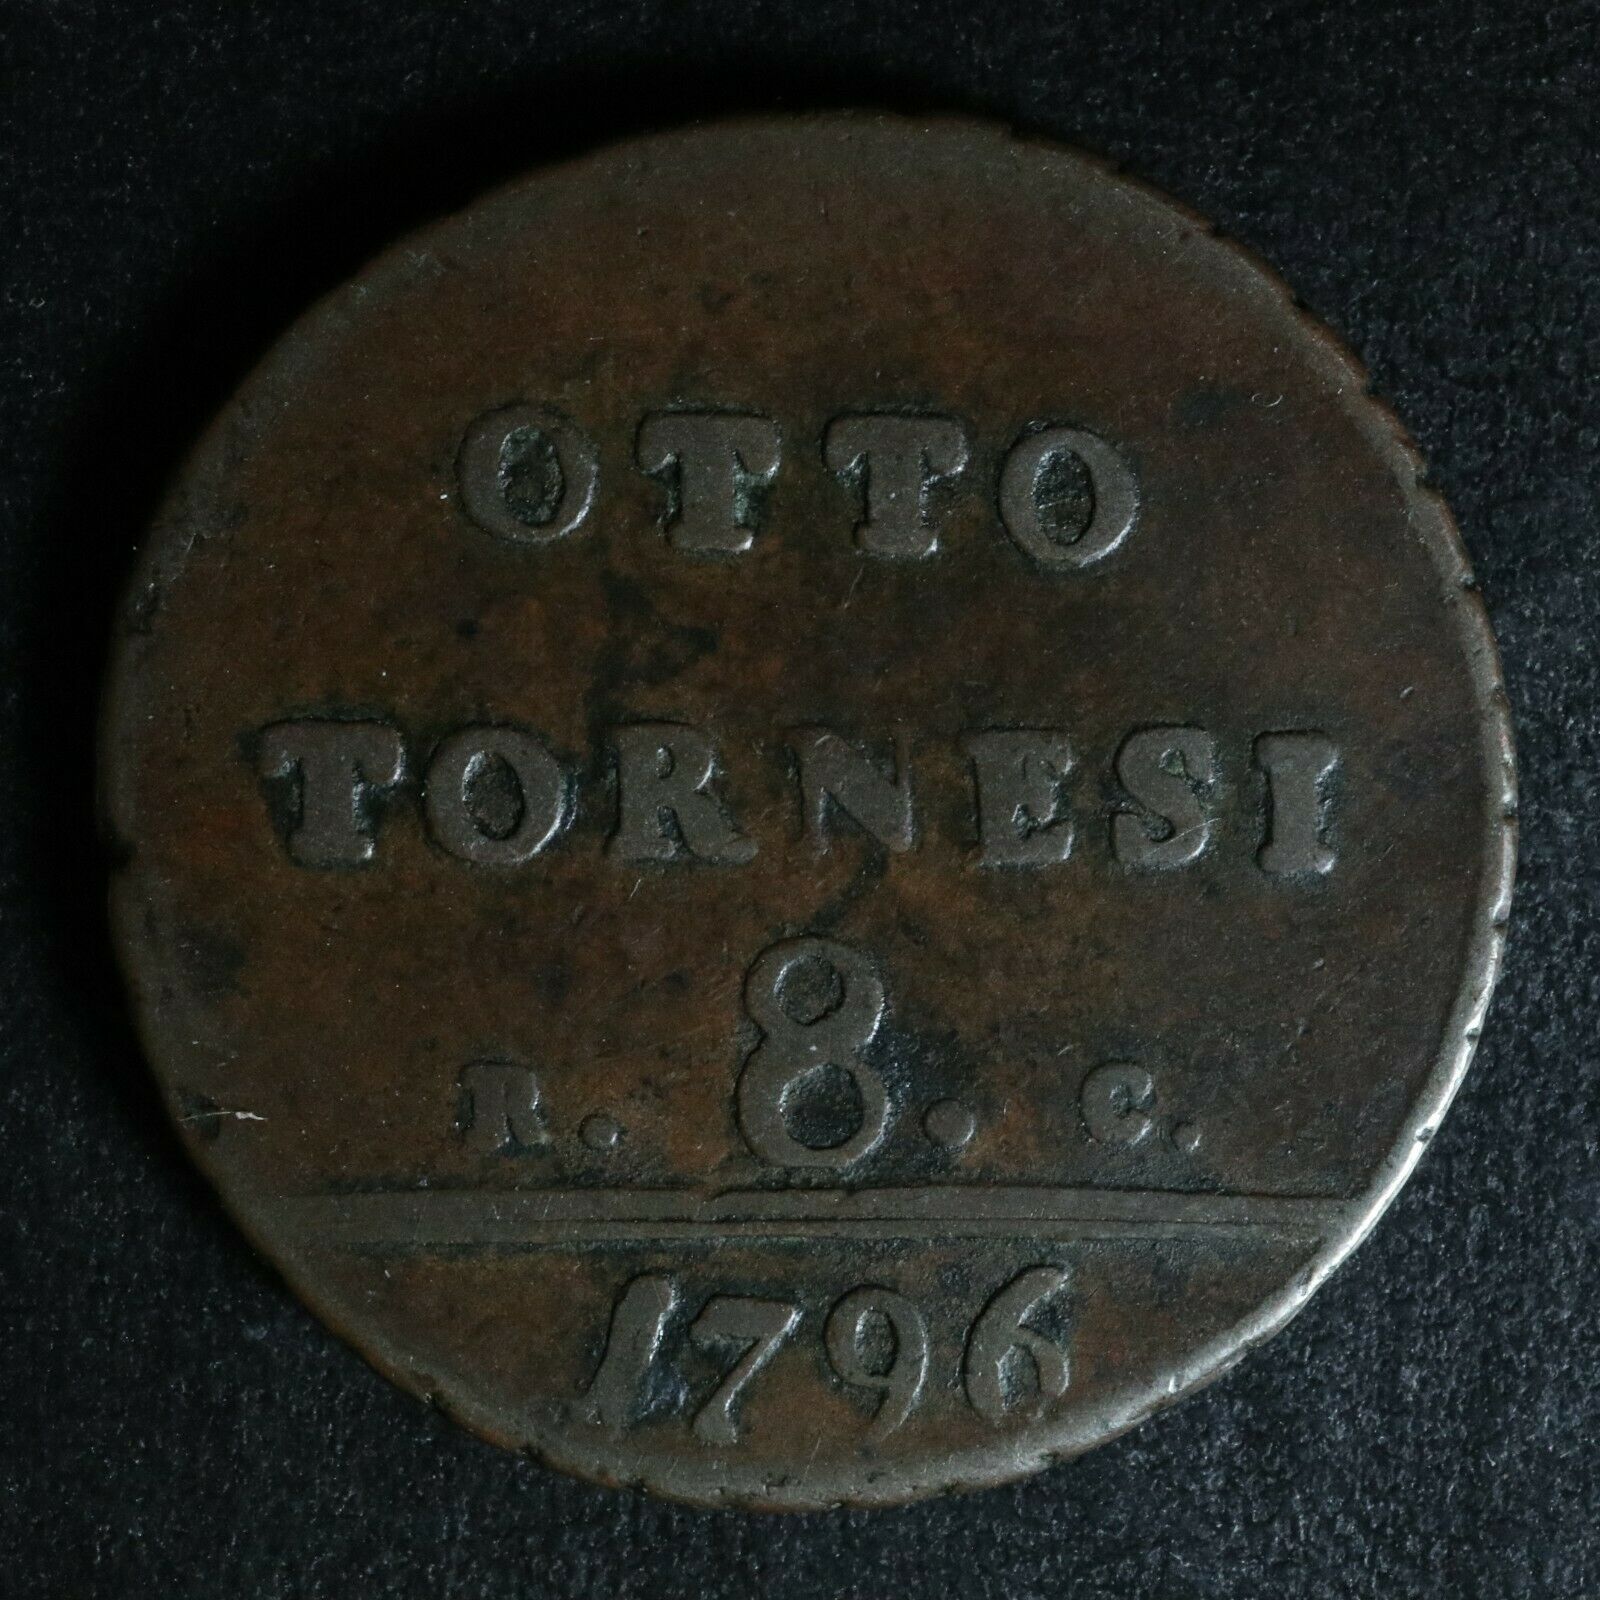 OTTO
TORNESI
R. 8. C.
1796